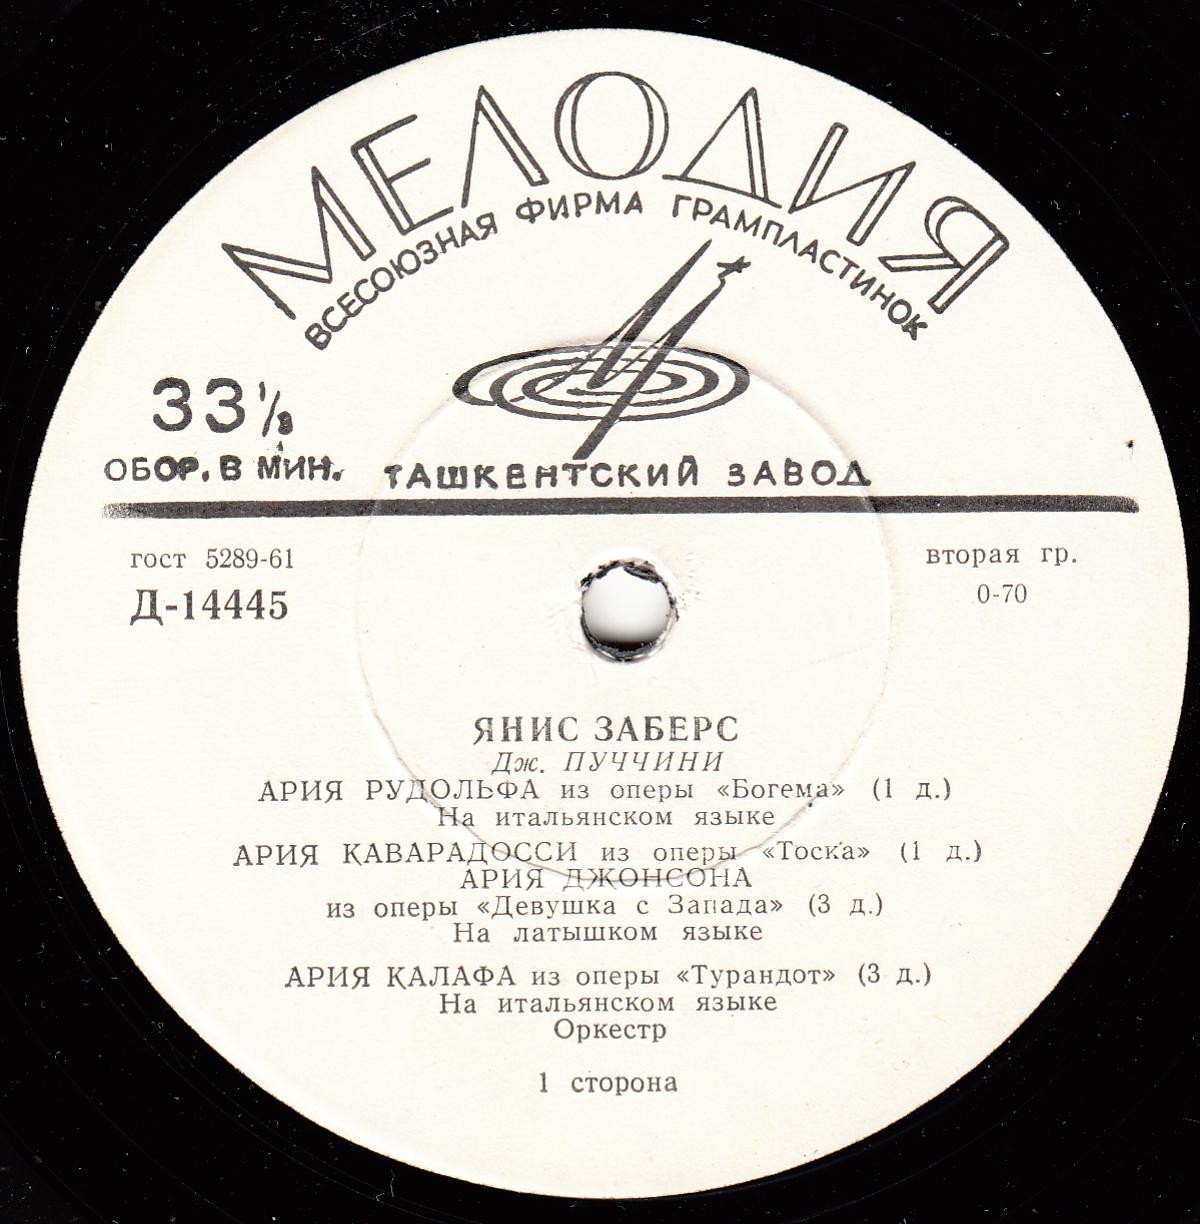 МЕЛОДИЯ
ВСЕСОЮЗНАЯ ФИРМА ГРАМПЛАСТИНОК
33 1/3
ОБОР. В МИН.
ТАШКЕНТСКИЙ ЗАВОД
гост 5289-61
Д-14445
вторая гр.
0-70
ЯНИС ЗАБЕРС
Дж. ПУЧЧИНИ
АРИЯ РУДОЛЬФА из оперы «Богема» (1 д.)
На итальянском языке
АРИЯ КАВАРАДОССИ из оперы «Тоска» (1 д.)
АРИЯ ДЖОНСОНА
из оперы «Девушка с Запада» (3 д.)
На латышком языке
АРИЯ КАЛАФА из оперы «Турандот» (3 д.)
На итальянском языке
Оркестр
1 сторона